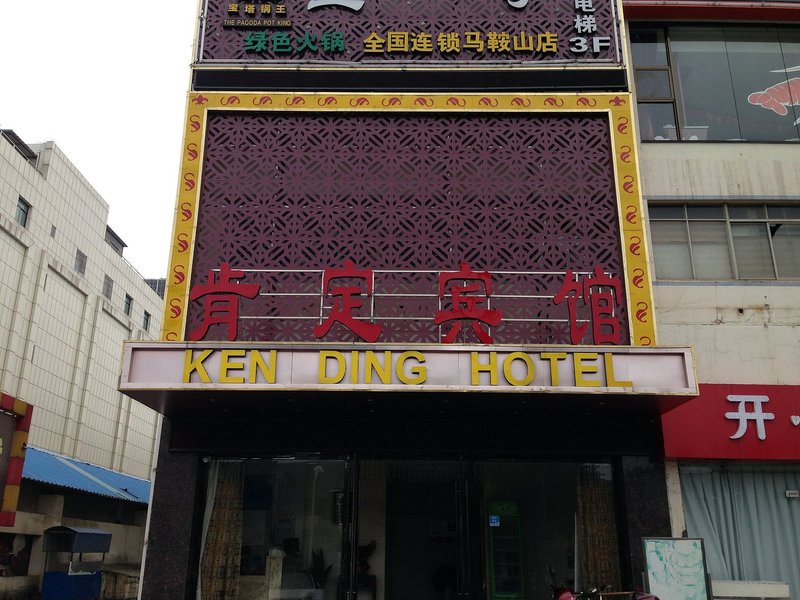 宝塔锅王
THE PAGODA POT KING
绿色火锅 全国连锁马鞍山店
电梯
3F
肯定宾馆
KEN DING HOTEL
开